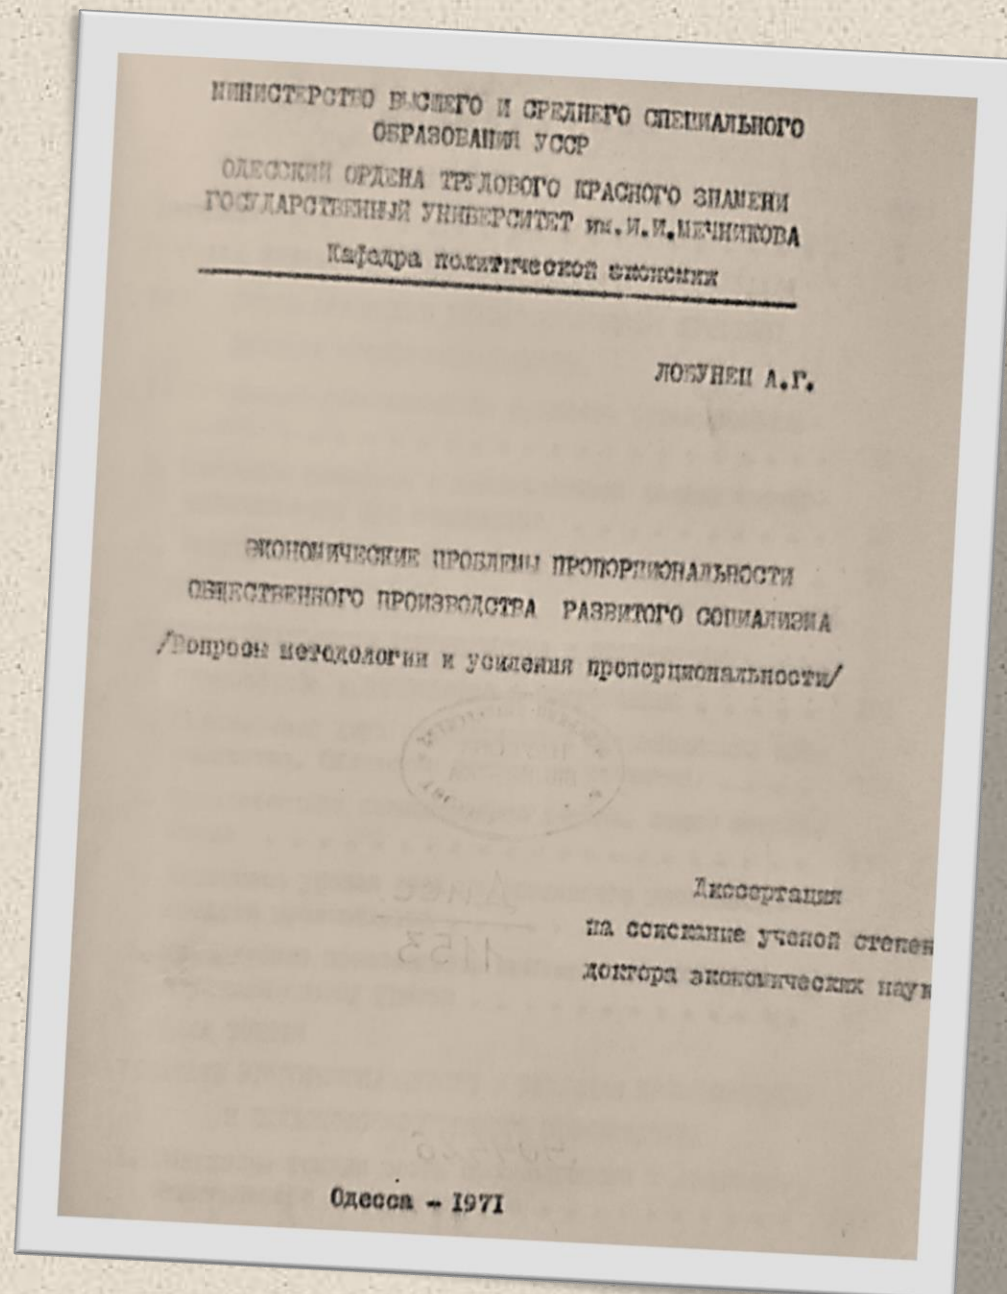 МИНИСТЕРСТВО ВЫСШЕГО И СРЕДНЕГО СПЕЦИАЛЬНОГО
ОБРАЗОВАНИЯ УССР
ОДЕССКИЙ ОРДЕНА ТРУДОВОГО КРАСНОГО ЗНАМЕНИ
ГОСУДАРСТВЕННЫЙ УНИВЕРСИТЕТ им.И.И.МЕЧНИКОВА
Кафедра политической экономии
ЛОБУНЕЦ А.Г.
ЭКОНОМИЧЕСКИЕ ПРОБЛЕМЫ ПРОПОРЦИОНАЛЬНОСТИ
ОБЩЕСТВЕННОГО ПРОИЗВОДСТВА РАЗВИТОГО СОЦИАЛИЗМА
/Вопросы методологии и усиления пропорциональности/
Диссертация
на соискание ученой степен
доктора экономических наук
Одесса - 1971